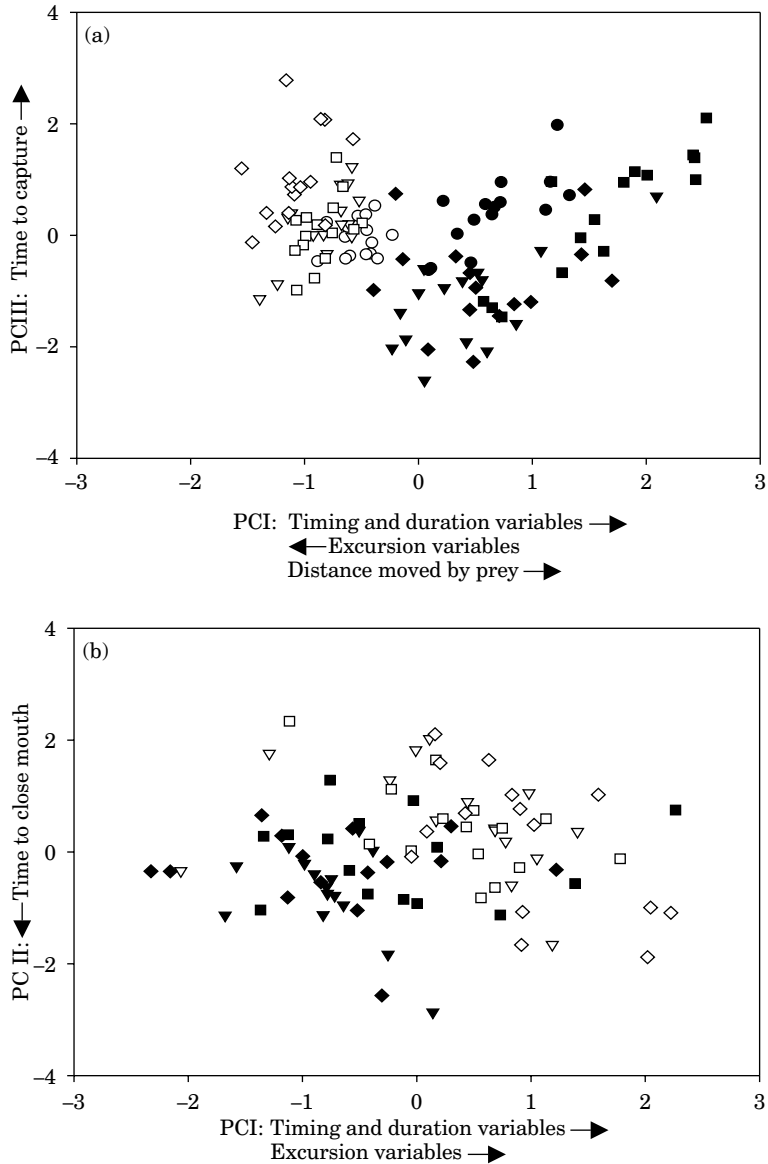 (a)
4
2
0
−2
−4
PCIII: Time to capture
−3
−2
−1
0
1
2
3
PCI: Timing and duration variables
Excursion variables
Distance moved by prey
(b)
4
2
0
−2
−4
PC II: Time to close mouth
−3
−2
−1
0
1
2
3
PCI: Timing and duration variables
Excursion variables